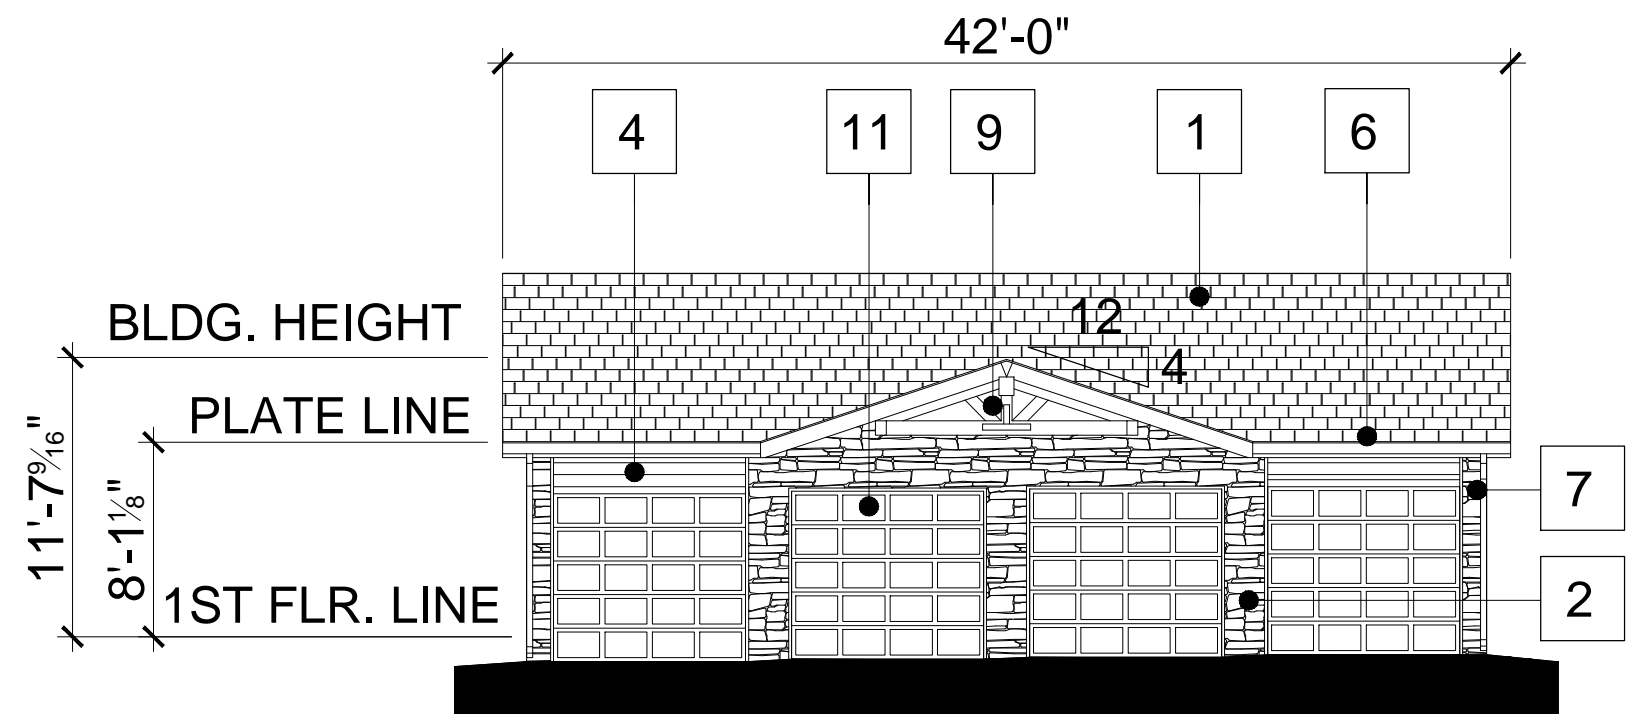 42'-0"
4 11 9 1 6
12
4
BLDG. HEIGHT
PLATE LINE
11'-7 9/16"
8'-1 1/8"
1ST FLR. LINE
7
2